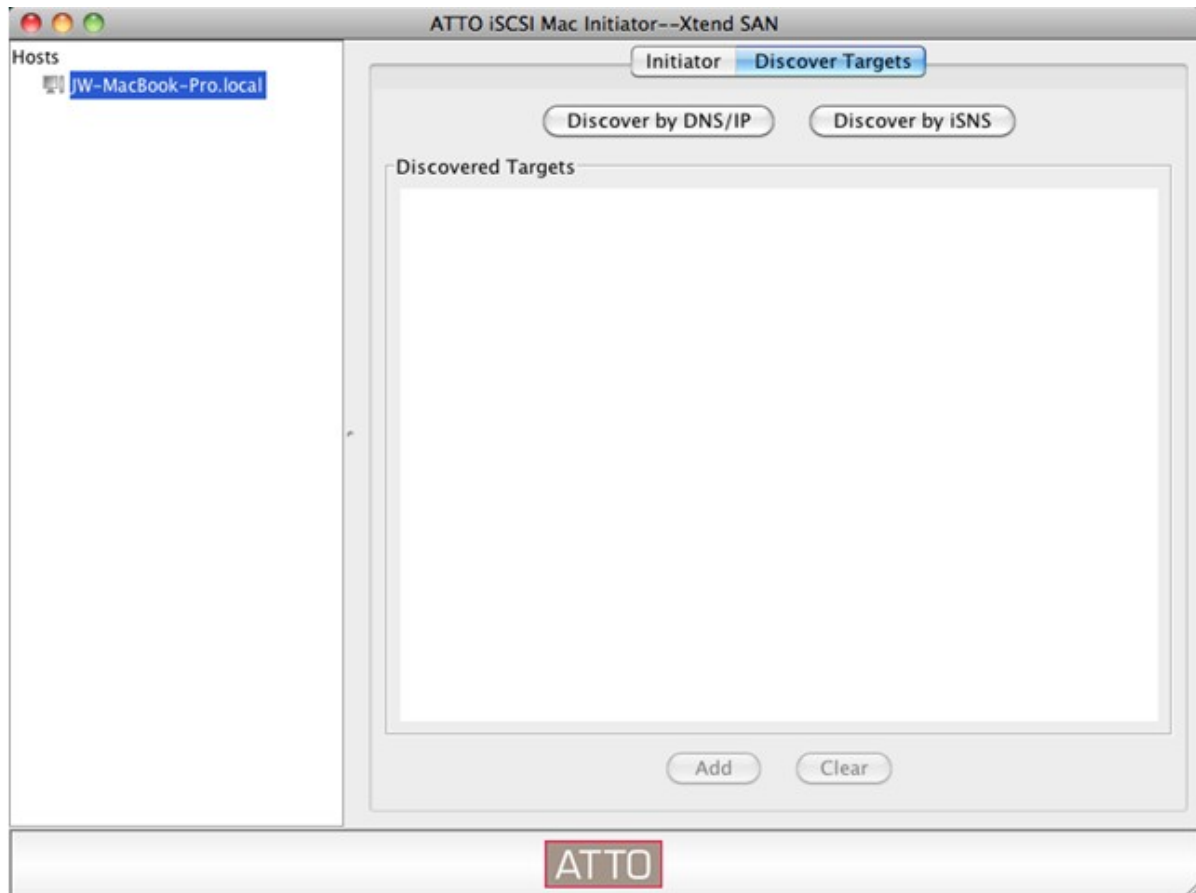 ATTO iSCSI Mac Initiator--Xtend SAN
Hosts
JW-MacBook-Pro.local
Initiator Discover Targets
Discover by DNS/IP Discover by iSNS
Discovered Targets
Add Clear
ATTO